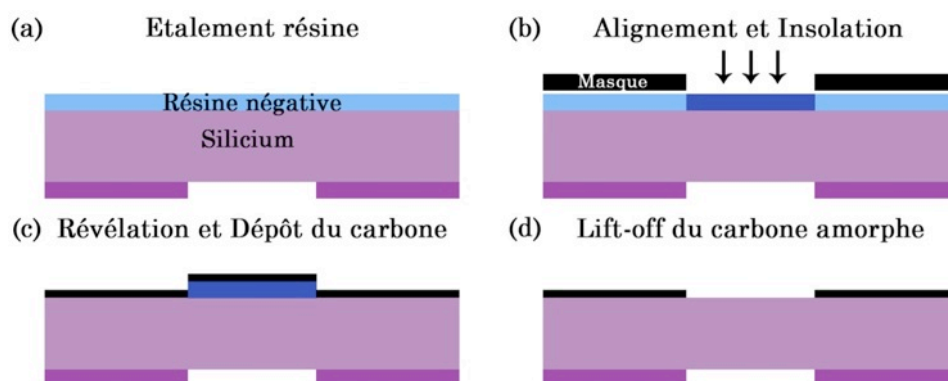 (a) Etalement résine
(b) Alignement et Insolation
Masque
Résine négative
Silicium
(c) Révélation et Dépôt du carbone
(d) Lift-off du carbone amorphe